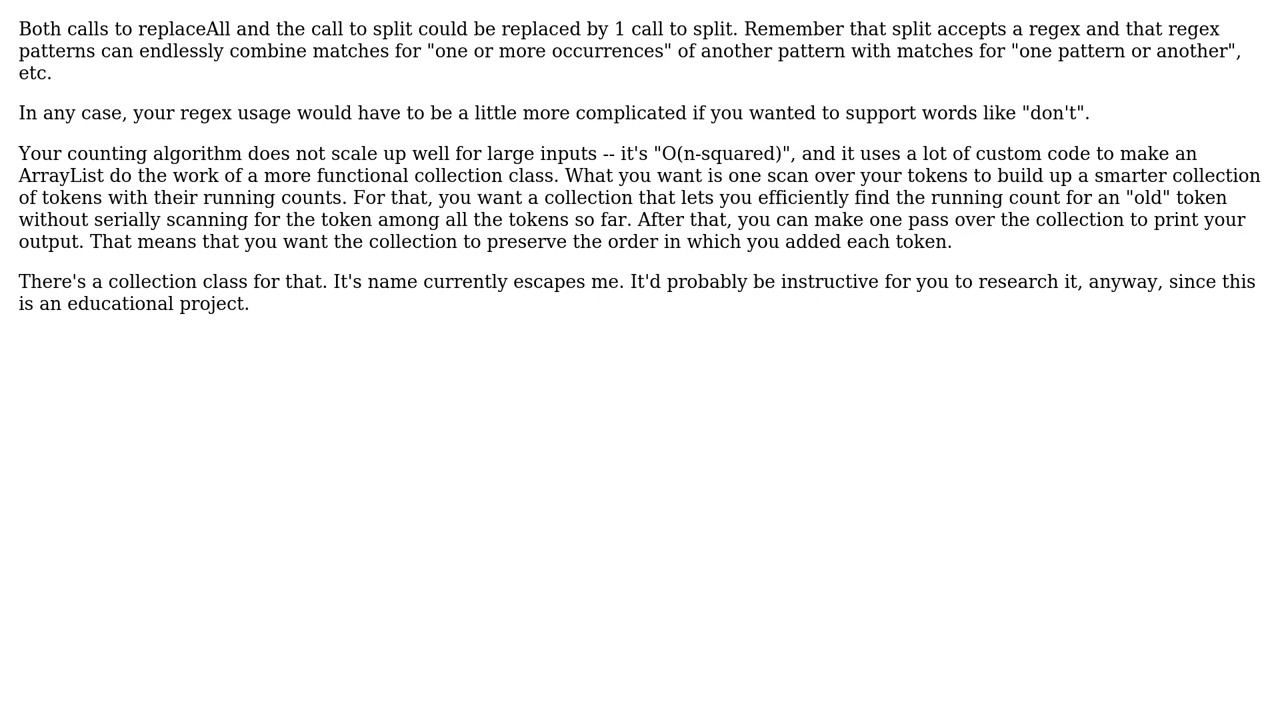 Both calls to replaceAll and the call to split could be replaced by 1 call to split. Remember that split accepts a regex and that regex
patterns can endlessly combine matches for "one or more occurrences" of another pattern with matches for "one pattern or another",
etc.
In any case, your regex usage would have to be a little more complicated if you wanted to support words like "don't".
Your counting algorithm does not scale up well for large inputs -- it's "O(n-squared)", and it uses a lot of custom code to make an
ArrayList do the work of a more functional collection class. What you want is one scan over your tokens to build up a smarter collection
of tokens with their running counts. For that, you want a collection that lets you efficiently find the running count for an "old" token
without serially scanning for the token among all the tokens so far. After that, you can make one pass over the collection to print your
output. That means that you want the collection to preserve the order in which you added each token.
There's a collection class for that. It's name currently escapes me. It'd probably be instructive for you to research it, anyway, since this
is an educational project.